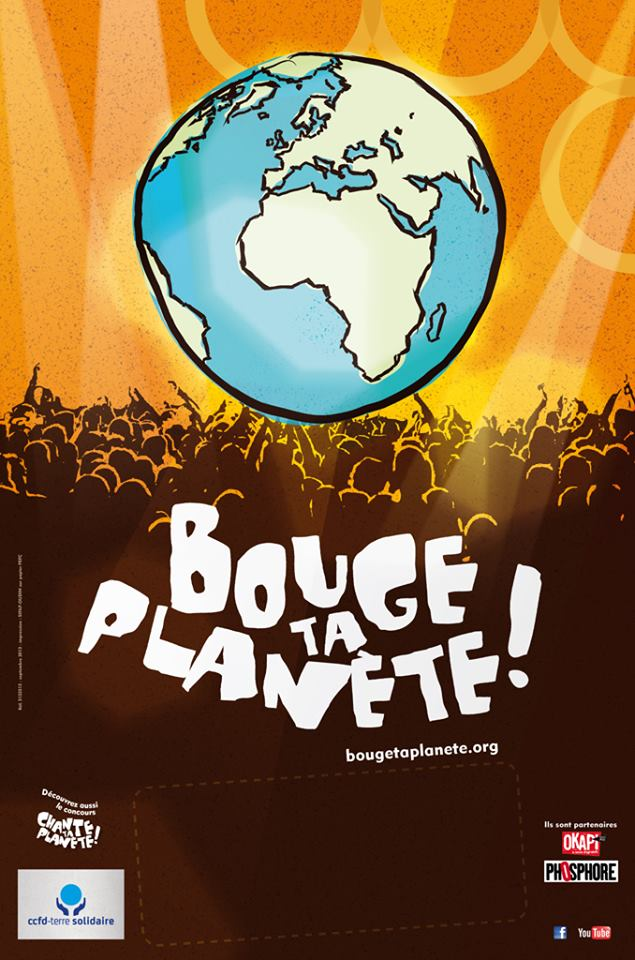 BOUGE
TA
PLANÈTE !
bougetaplanete.org
Découvrez aussi
le concours
CHANTE
TA
PLANÈTE !
ccfd-terre solidaire
Ils sont partenaires
OKAPI
PHOSPHORE
f
YouTube